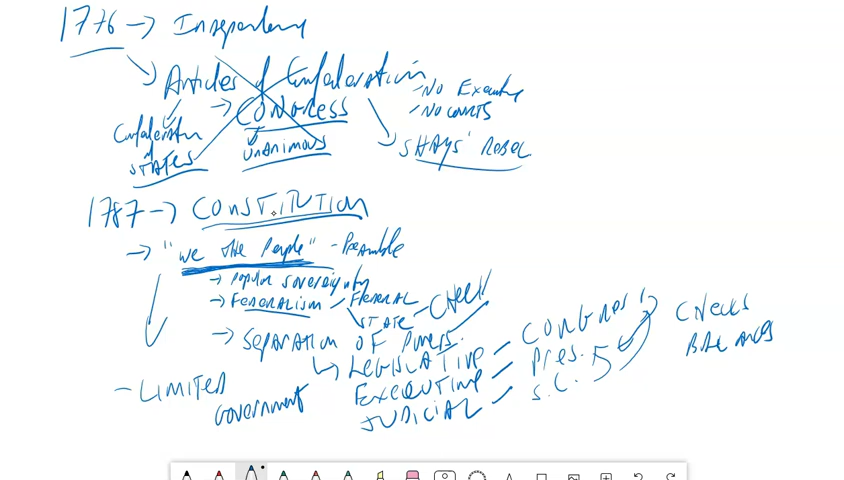 1776 → Independence
Articles of Confederation
- No Executive
- No Courts
→ CONGRESS
Confederation
of
STATES
UNANIMOUS
SHAYS' REBEL
1787 → CONSTITUTION
→ "We the People" - Preamble
→ Popular sovereignty
→ FEDERALISM FEDERAL
STATE - CHECK
→ SEPARATION OF Powers
→ LEGISLATIVE - CONGRESS
EXECUTIVE - Pres.
JUDICIAL - S.C.
CHECKS
BALANCES
- LIMITED
Government